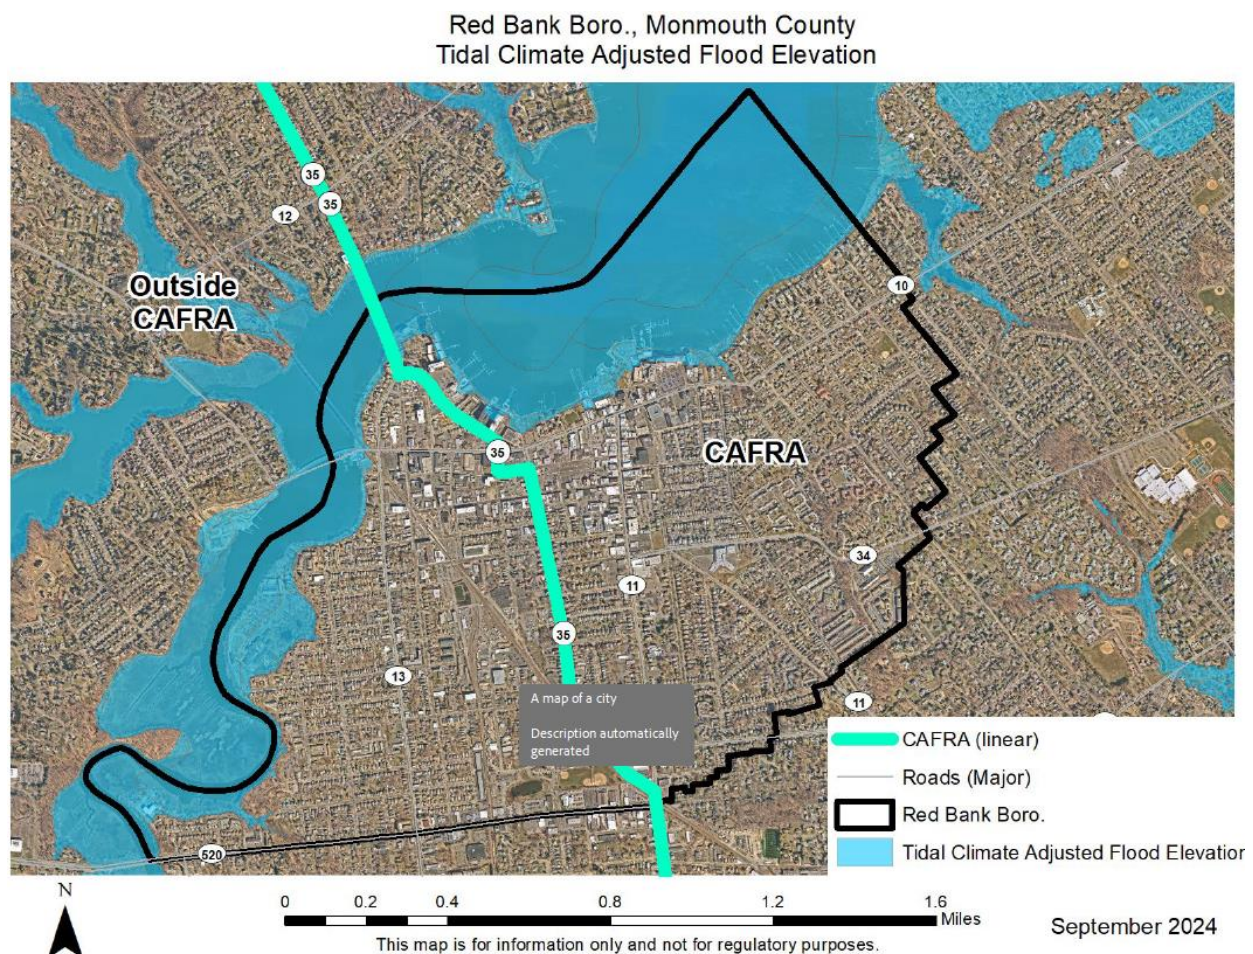 Red Bank Boro., Monmouth County
Tidal Climate Adjusted Flood Elevation
35
35
12
Outside
CAFRA
10
35
CAFRA
34
11
35
13
11
A map of a city
Description automatically
generated
520
CAFRA (linear)
Roads (Major)
Red Bank Boro.
Tidal Climate Adjusted Flood Elevation
N
0 0.4 0.8 1.2 1.6
Miles
This map is for information only and not for regulatory purposes.
September 2024